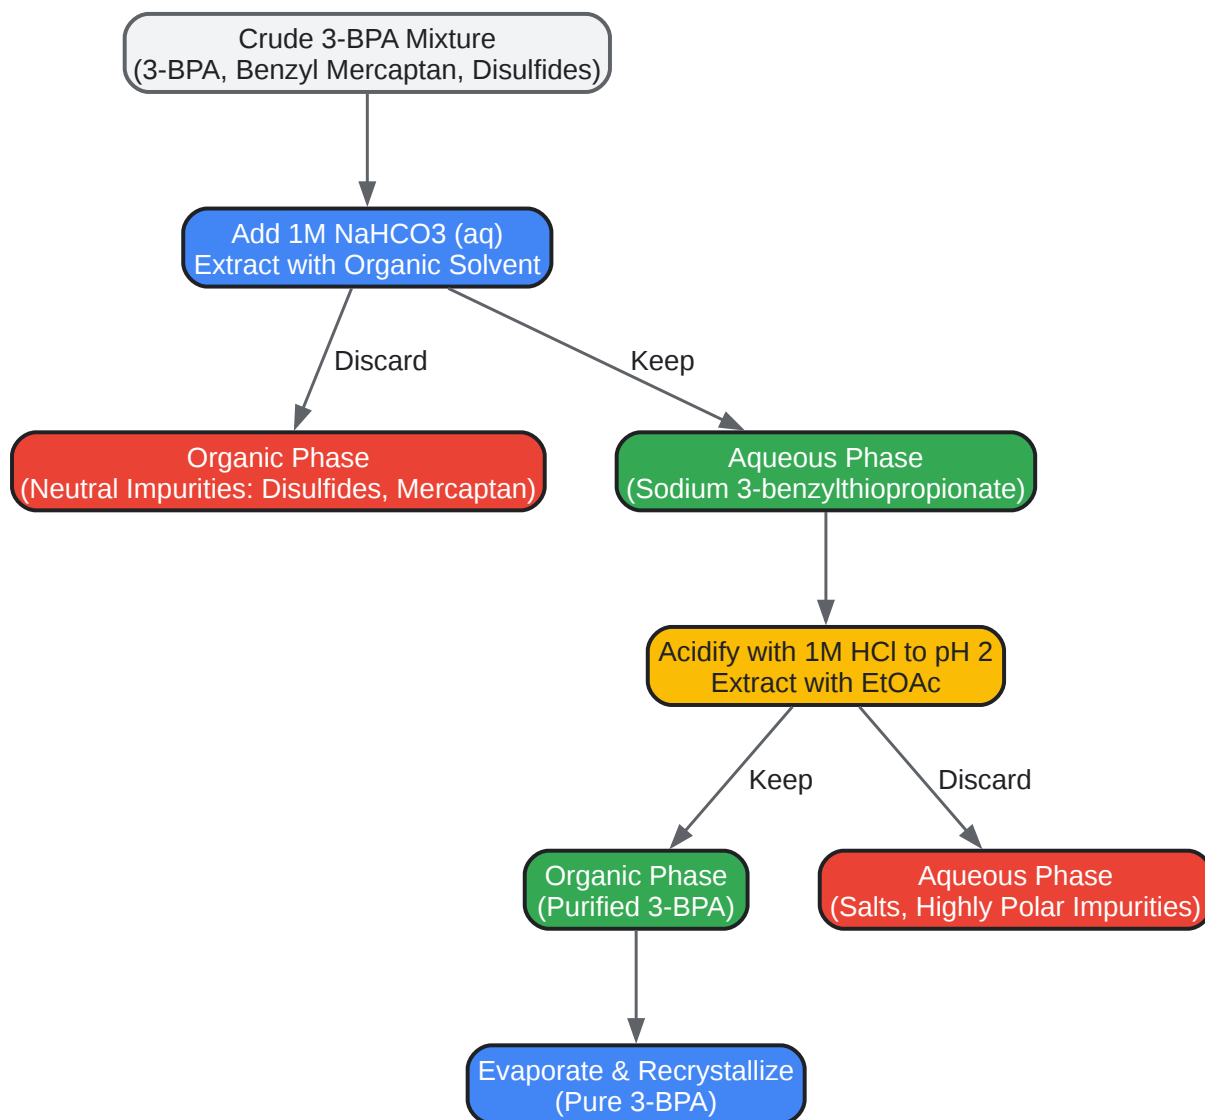 Crude 3-BPA Mixture
(3-BPA, Benzyl Mercaptan, Disulfides)
Add 1M NaHCO3 (aq)
Extract with Organic Solvent
Discard
Keep
Organic Phase
(Neutral Impurities: Disulfides, Mercaptan)
Aqueous Phase
(Sodium 3-benzylthiopropionate)
Acidify with 1M HCl to pH 2
Extract with EtOAc
Keep
Discard
Organic Phase
(Purified 3-BPA)
Aqueous Phase
(Salts, Highly Polar Impurities)
Evaporate & Recrystallize
(Pure 3-BPA)